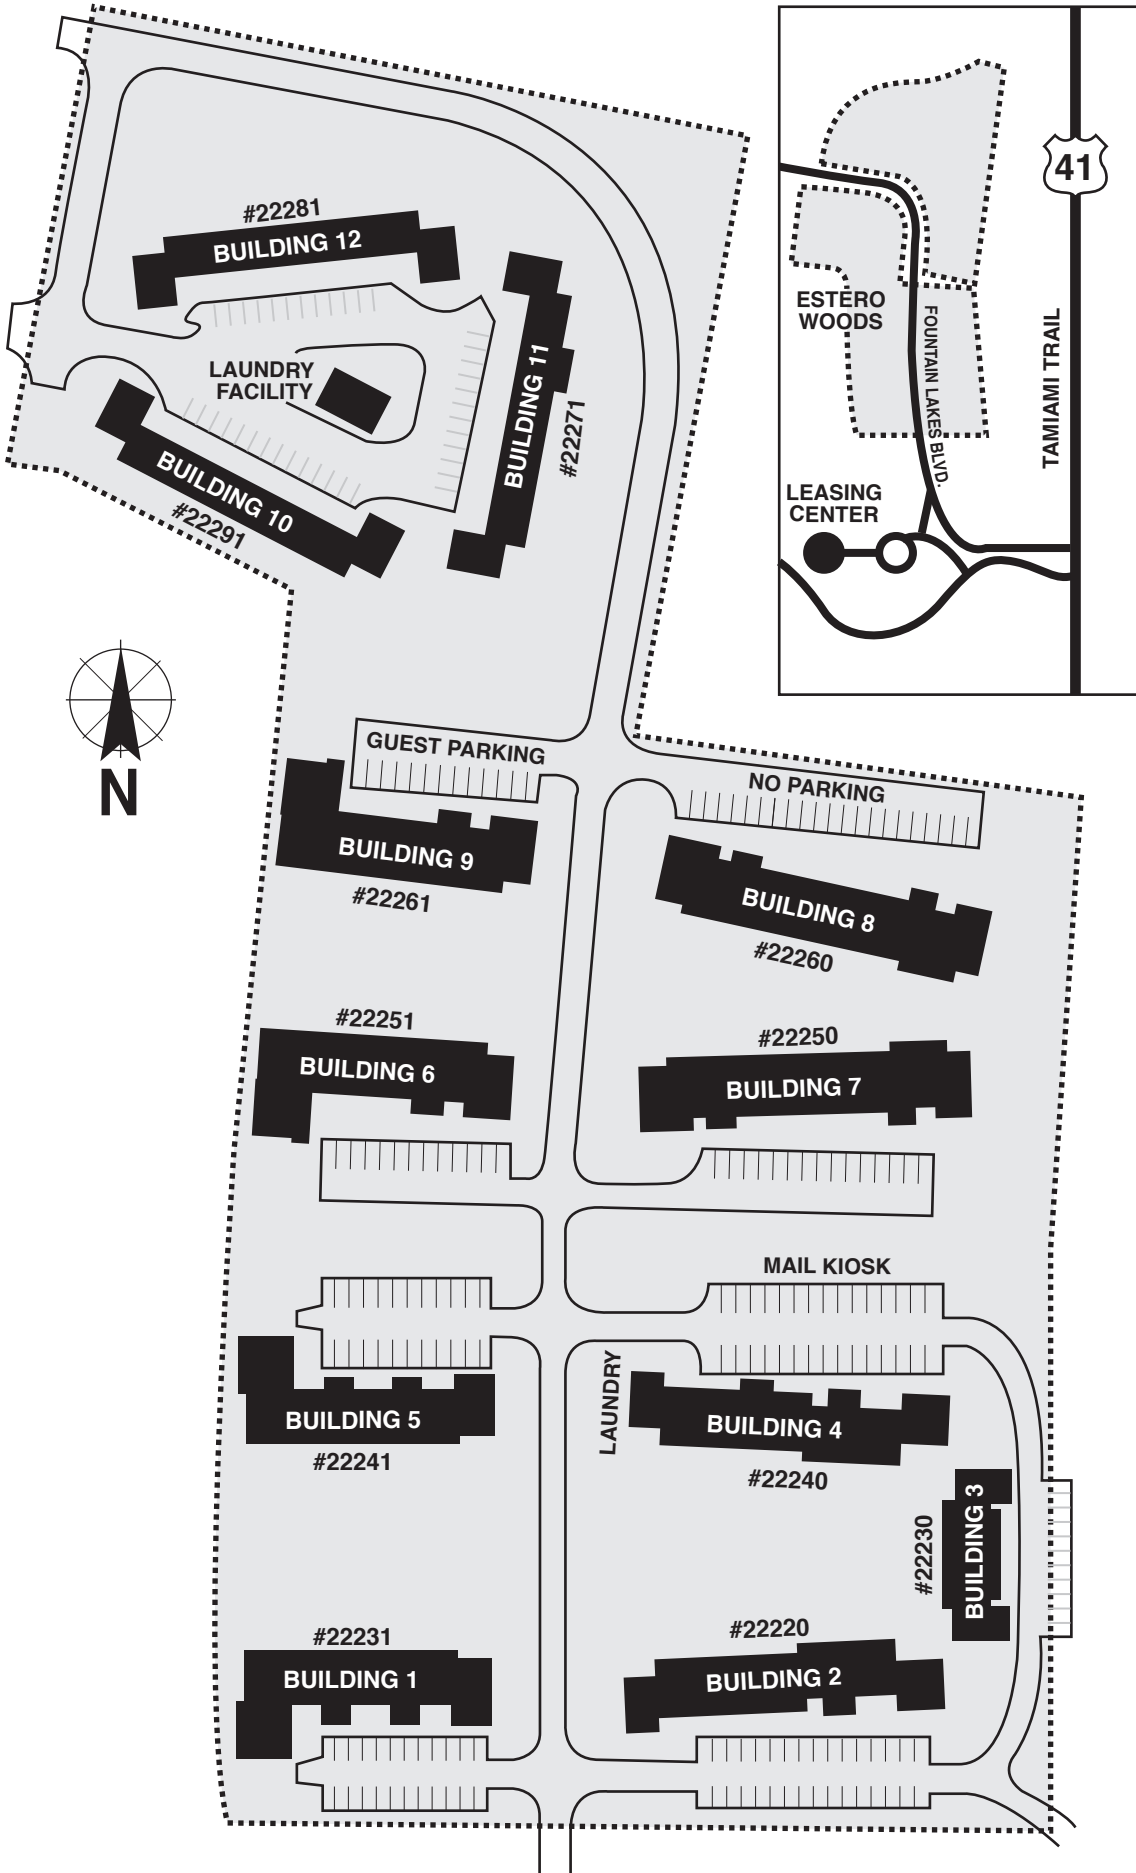 #22281
BUILDING 12
BUILDING 11
#22271
LAUNDRY
FACILITY
BUILDING 10
#22291
41
ESTERO
WOODS
FOUNTAIN LAKES BLVD.
TAMIAMI TRAIL
LEASING
CENTER
N
GUEST PARKING
NO PARKING
BUILDING 9
#22261
BUILDING 8
#22260
#22251
BUILDING 6
#22250
BUILDING 7
MAIL KIOSK
LAUNDRY
BUILDING 5
#22241
BUILDING 4
#22240
#22230
BUILDING 3
#22231
BUILDING 1
#22220
BUILDING 2